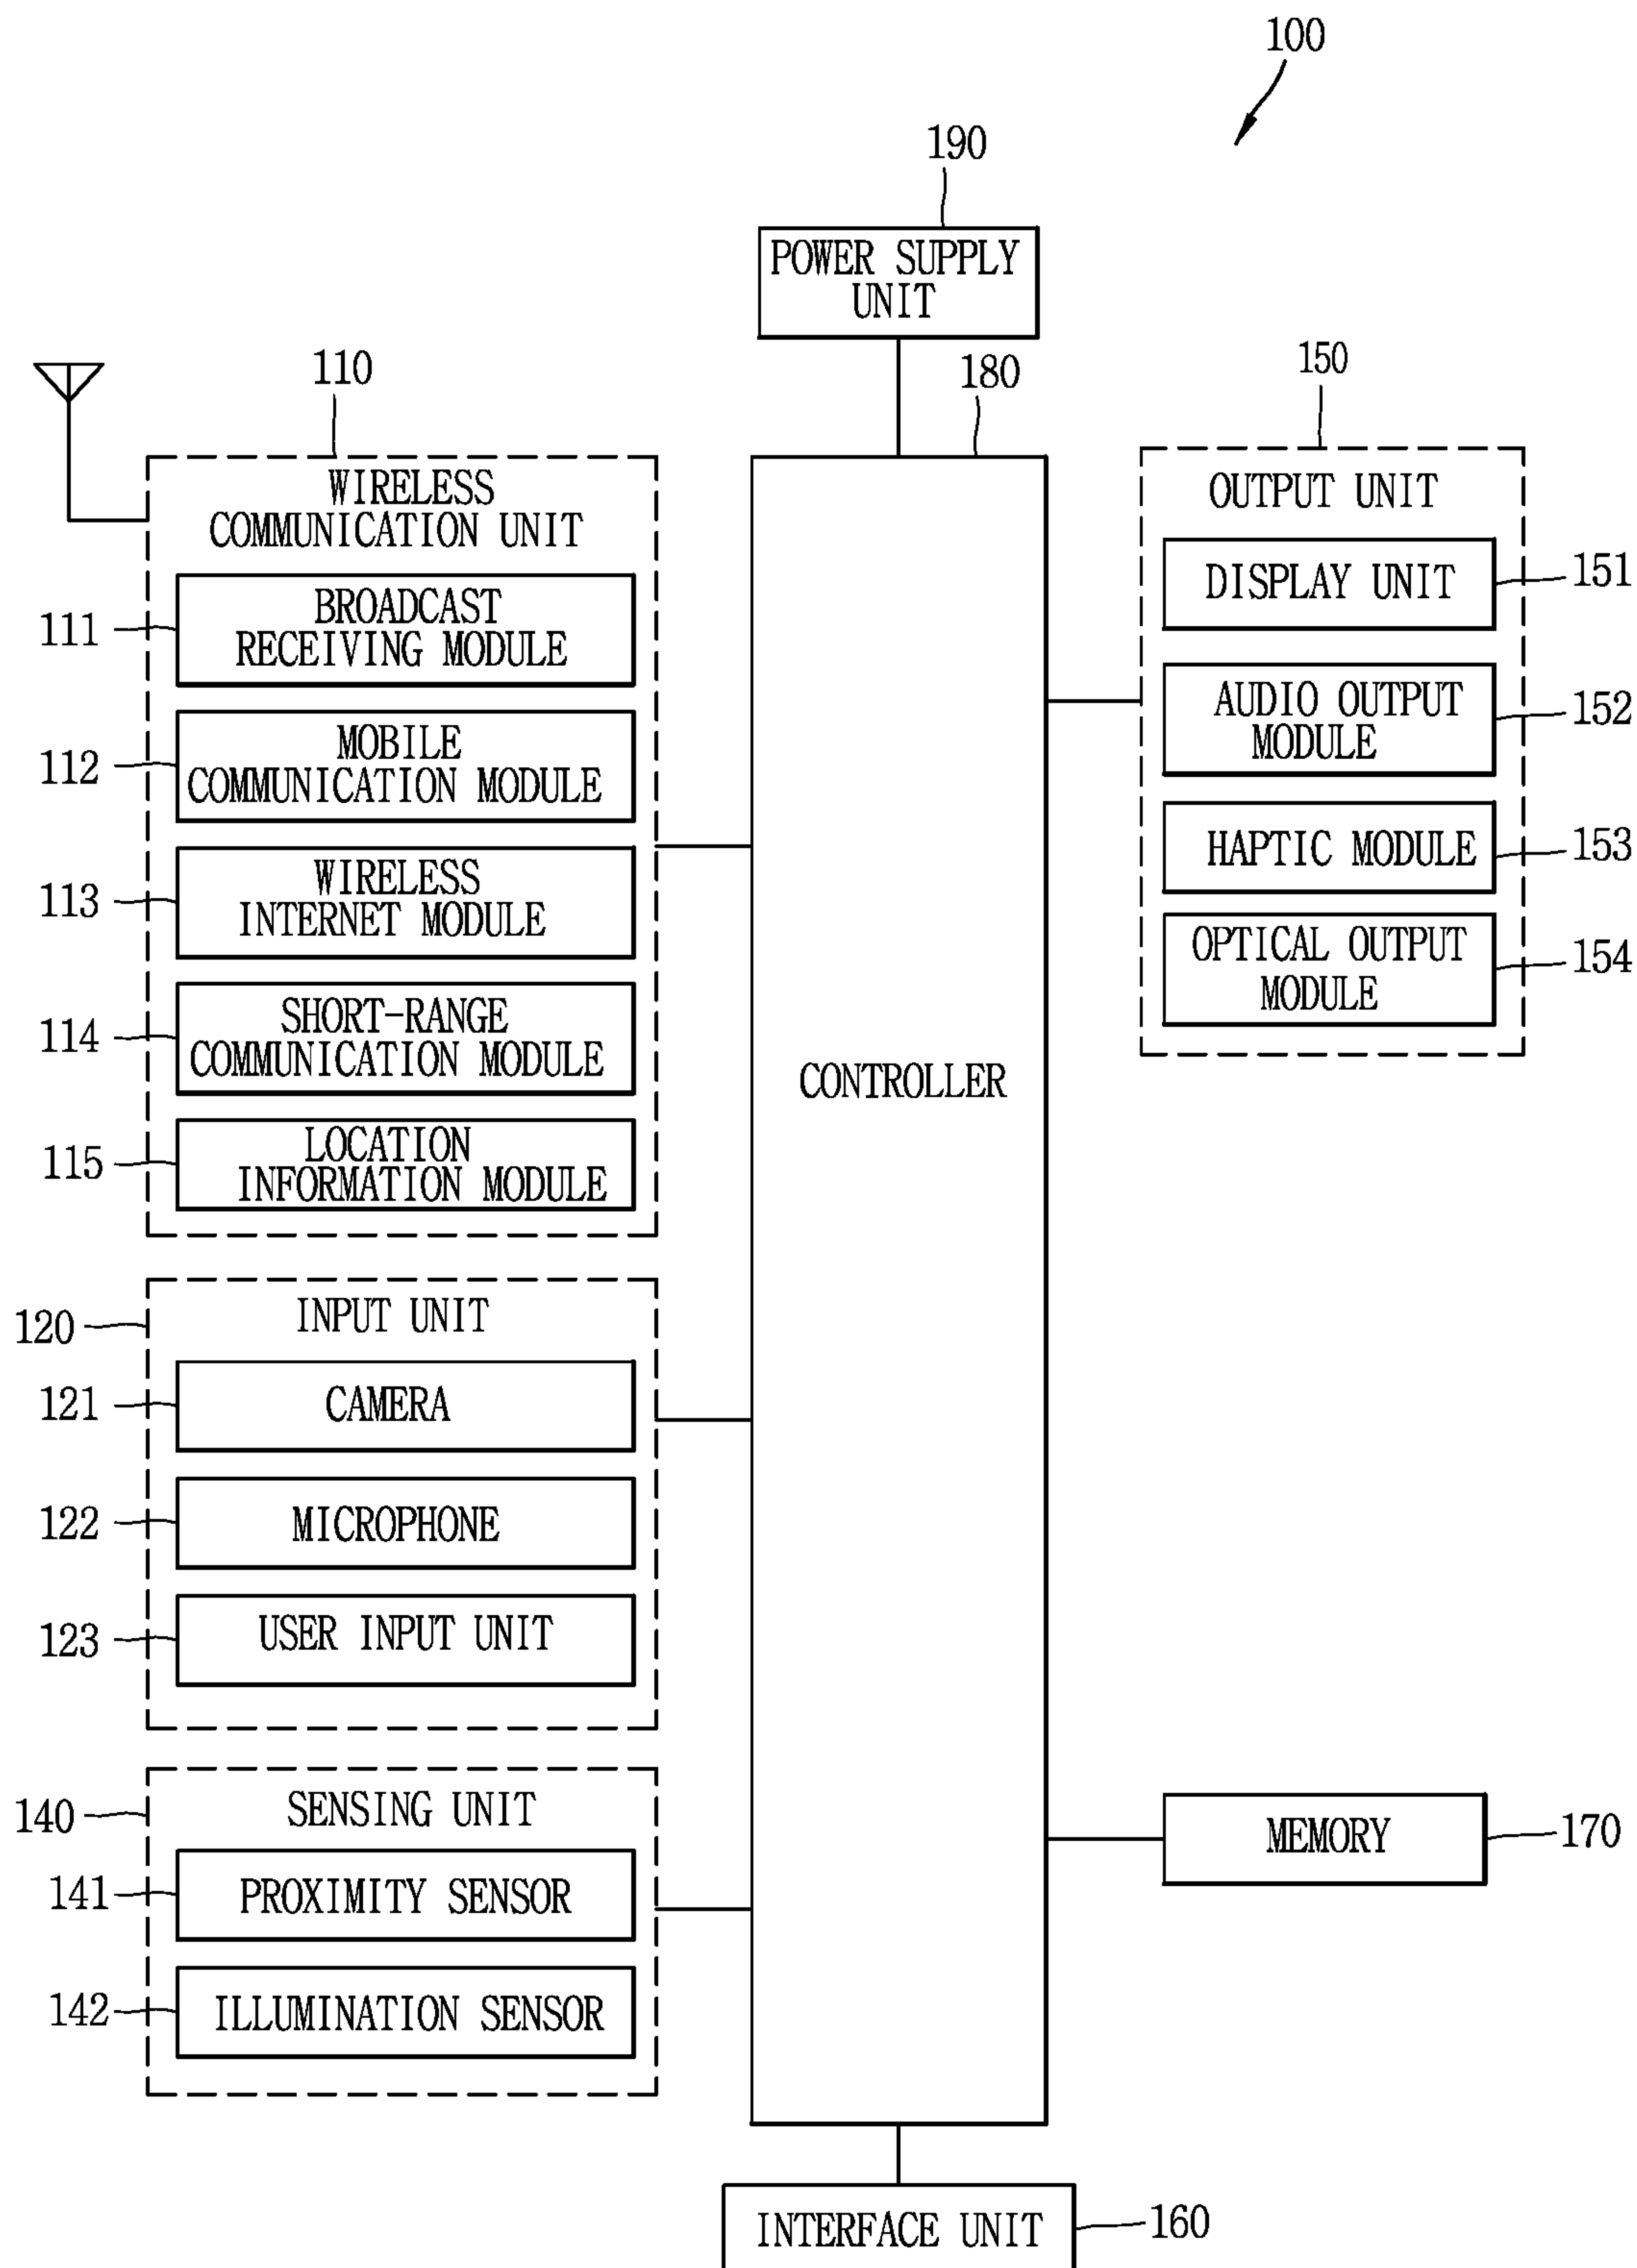 100
190
POWER SUPPLY
UNIT
110
180
150
WIRELESS
COMMUNICATION UNIT
111
BROADCAST
RECEIVING MODULE
112
MOBILE
COMMUNICATION MODULE
113
WIRELESS
INTERNET MODULE
114
SHORT-RANGE
COMMUNICATION MODULE
115
LOCATION
INFORMATION MODULE
120
INPUT UNIT
121
CAMERA
122
MICROPHONE
123
USER INPUT UNIT
140
SENSING UNIT
141
PROXIMITY SENSOR
142
ILLUMINATION SENSOR
CONTROLLER
OUTPUT UNIT
DISPLAY UNIT
151
AUDIO OUTPUT
MODULE
152
HAPTIC MODULE
153
OPTICAL OUTPUT
MODULE
154
MEMORY
170
INTERFACE UNIT
160